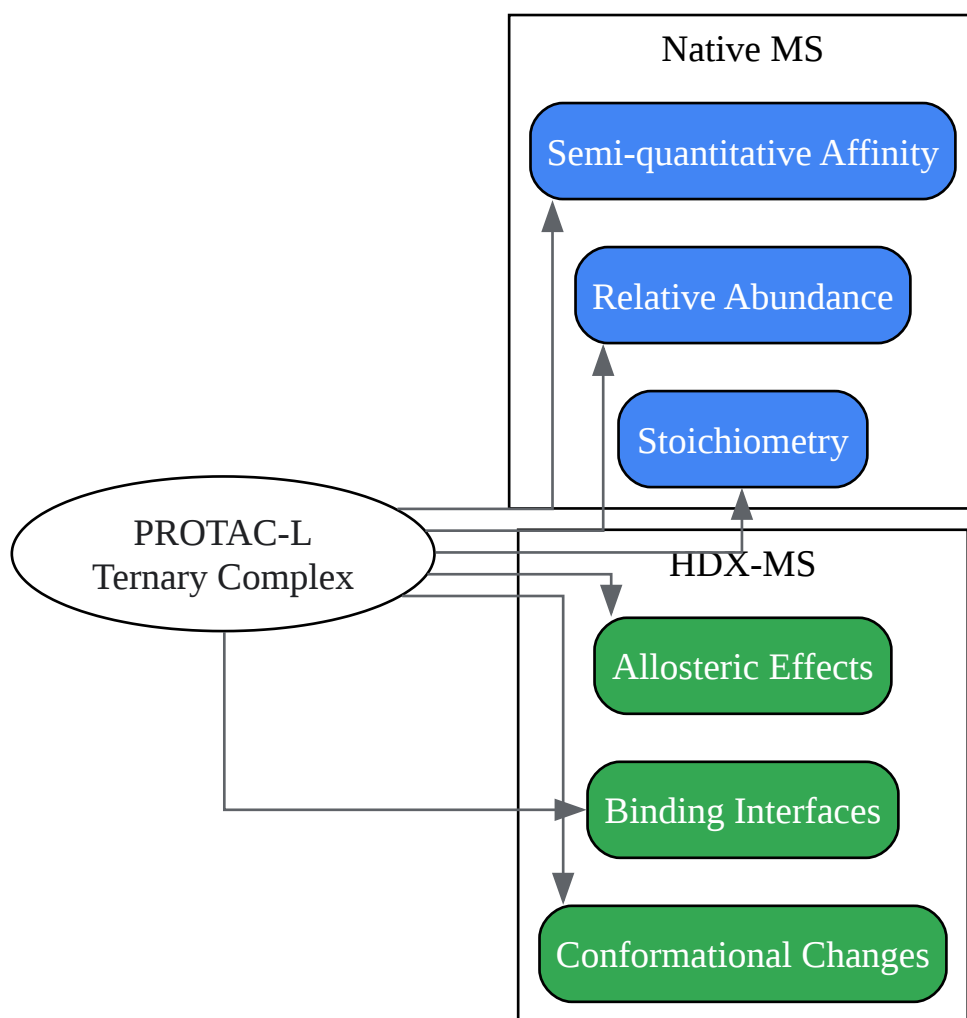 Native MS
Semi-quantitative Affinity
Relative Abundance
Stoichiometry
PROTAC-L
Ternary Complex
HDX-MS
Allosteric Effects
Binding Interfaces
Conformational Changes